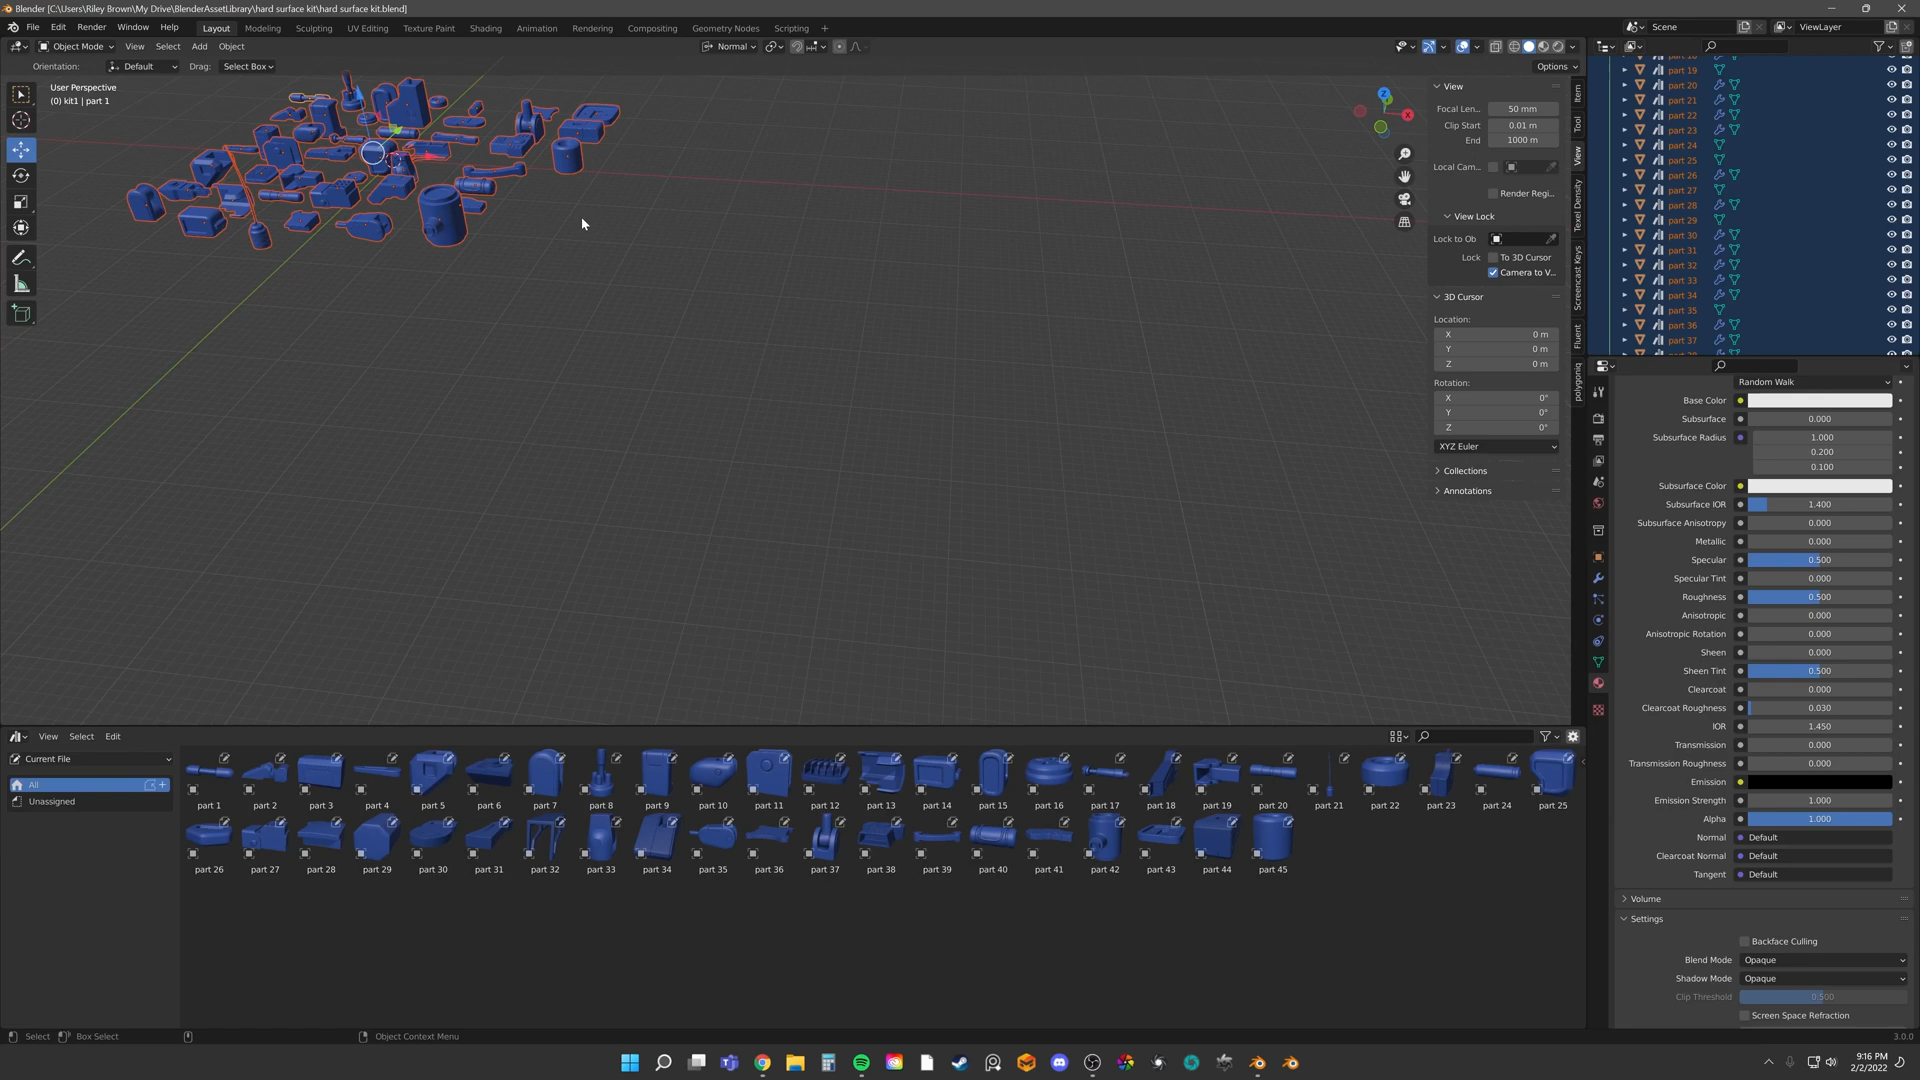 Blender [C:\Users\Riley Brown\My Drive\BlenderAssetLibrary\hard surface kit\hard surface kit.blend]
File Edit Render Window Help Layout Modeling Sculpting UV Editing Texture Paint Shading Animation Rendering Compositing Geometry Nodes Scripting + Scene ViewLayer
Object Mode View Select Add Object Normal
Orientation: Default Drag: Select Box Options
User Perspective
(0) kit1 | part 1
View
Focal Len... 50 mm
Clip Start 0.01 m
End 1000 m
Local Cam...
Render Regi...
View Lock
Lock to Ob
Lock To 3D Cursor
Camera to V...
3D Cursor
Location:
X 0 m
Y 0 m
Z 0 m
Rotation:
X 0°
Y 0°
Z 0°
XYZ Euler
Collections
Annotations
Item
Tool
View
Texel Density
Screencast Keys
Fluent
polygoniq
Z
X
part 19
part 20
part 21
part 22
part 23
part 24
part 25
part 26
part 27
part 28
part 29
part 30
part 31
part 32
part 33
part 34
part 35
part 36
part 37
Random Walk
Base Color
Subsurface 0.000
Subsurface Radius 1.000
0.200
0.100
Subsurface Color
Subsurface IOR 1.400
Subsurface Anisotropy 0.000
Metallic 0.000
Specular 0.500
Specular Tint 0.000
Roughness 0.500
Anisotropic 0.000
Anisotropic Rotation 0.000
Sheen 0.000
Sheen Tint 0.500
Clearcoat 0.000
Clearcoat Roughness 0.030
IOR 1.450
Transmission 0.000
Transmission Roughness 0.000
Emission
Emission Strength 1.000
Alpha 1.000
Normal Default
Clearcoat Normal Default
Tangent Default
Volume
Settings
Backface Culling
Blend Mode Opaque
Shadow Mode Opaque
Clip Threshold 0.500
Screen Space Refraction
View Select Edit
Current File
All
Unassigned
part 1 part 2 part 3 part 4 part 5 part 6 part 7 part 8 part 9 part 10 part 11 part 12 part 13 part 14 part 15 part 16 part 17 part 18 part 19 part 20 part 21 part 22 part 23 part 24 part 25
part 26 part 27 part 28 part 29 part 30 part 31 part 32 part 33 part 34 part 35 part 36 part 37 part 38 part 39 part 40 part 41 part 42 part 43 part 44 part 45
Select Box Select Object Context Menu 3.0.0
9:16 PM
2/2/2022